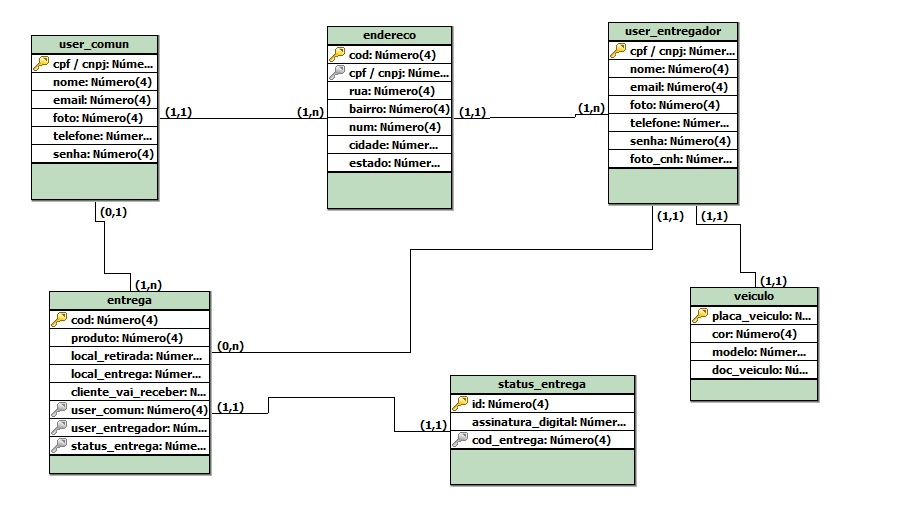 user_comun
cpf / cnpj: Núme...
nome: Número(4)
email: Número(4)
foto: Número(4)
telefone: Númer...
senha: Número(4)
(1,1)
(1,n)
endereco
cod: Número(4)
cpf / cnpj: Núme...
rua: Número(4)
bairro: Número(4)
num: Número(4)
cidade: Númer...
estado: Númer...
(1,1)
(1,n)
user_entregador
cpf / cnpj: Númer...
nome: Número(4)
email: Número(4)
foto: Número(4)
telefone: Númer...
senha: Número(4)
foto_cnh: Númer...
(0,1)
(1,n)
(1,1)
(1,1)
(1,1)
entrega
cod: Número(4)
produto: Número(4)
local_retirada: Númer...
local_entrega: Númer...
cliente_vai_receber: N...
user_comun: Número(4)
user_entregador: Núm...
status_entrega: Núme...
(0,n)
(1,1)
(1,1)
status_entrega
id: Número(4)
assinatura_digital: Númer...
cod_entrega: Número(4)
veiculo
placa_veiculo: N...
cor: Número(4)
modelo: Númer...
doc_veiculo: Nú...